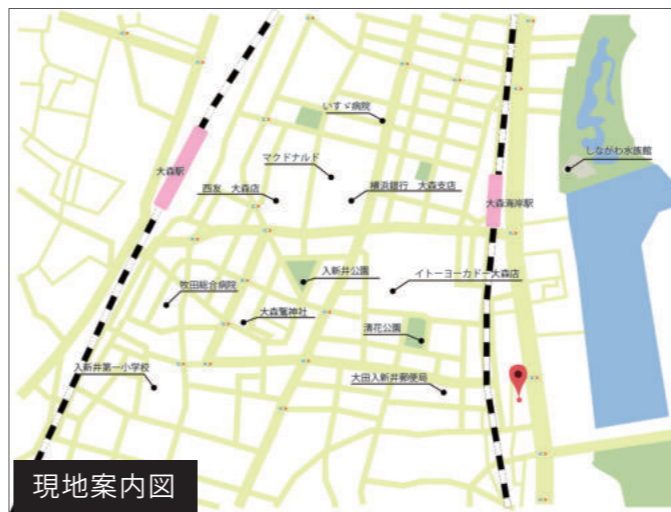 いすゞ病院
マクドナルド
しながわ水族館
大森駅
西友　大森店
横浜銀行　大森支店
大森海岸駅
入新井公園
イトーヨーカドー大森店
牧田総合病院
大森鷲神社
清花公園
入新井第一小学校
大田入新井郵便局
現地案内図